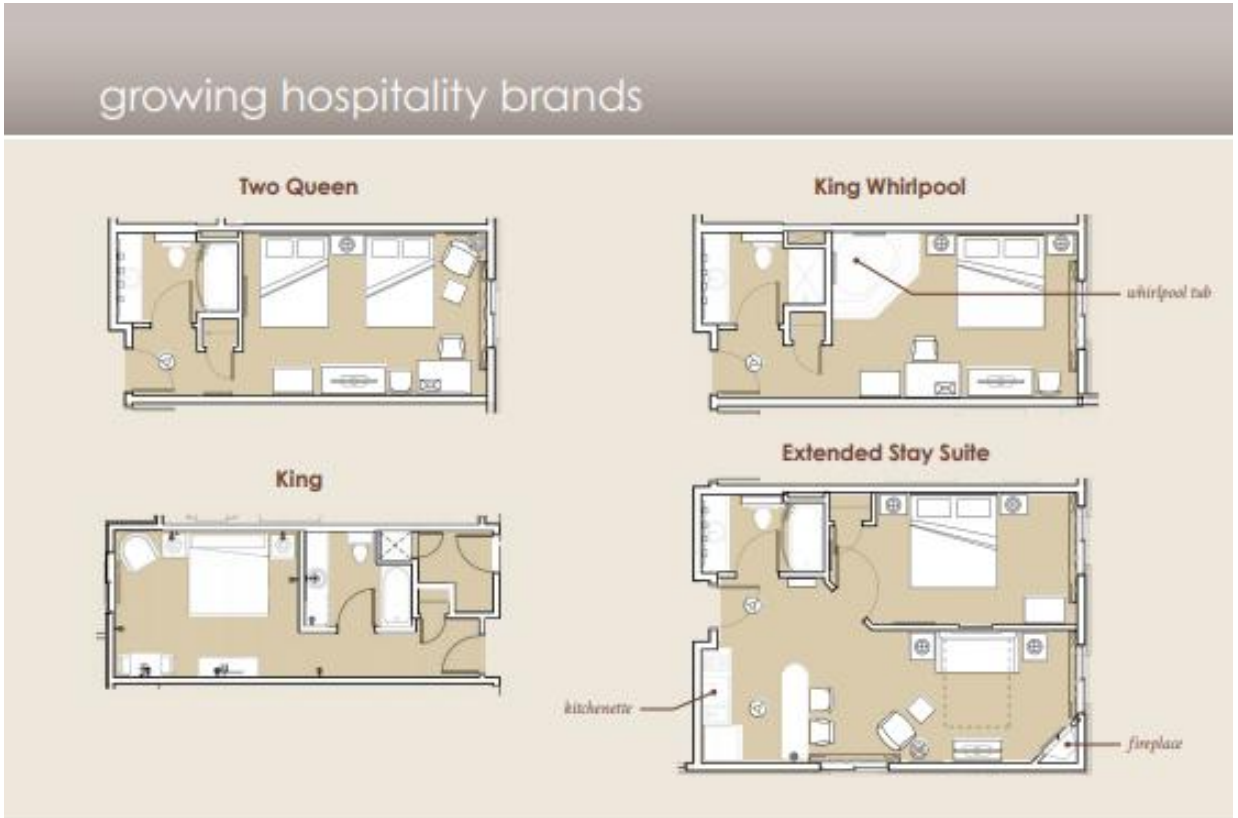 growing hospitality brands
Two Queen
King Whirlpool
whirlpool tub
King
Extended Stay Suite
kitchenette
fireplace